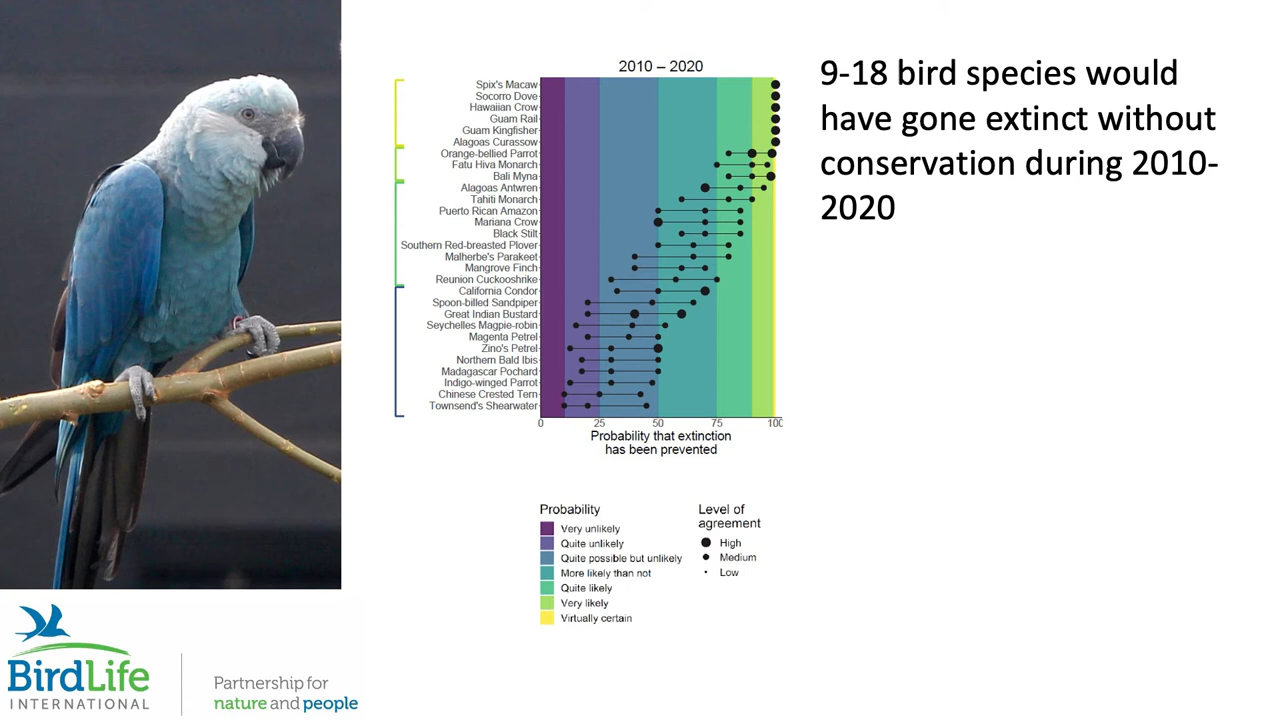 2010 – 2020
Spix's Macaw
Socorro Dove
Hawaiian Crow
Guam Rail
Guam Kingfisher
Alagoas Curassow
Orange-bellied Parrot
Fatu Hiva Monarch
Bali Myna
Alagoas Antwren
Tahiti Monarch
Puerto Rican Amazon
Mariana Crow
Black Stilt
Southern Red-breasted Plover
Malherbe's Parakeet
Mangrove Finch
Reunion Cuckooshrike
California Condor
Spoon-billed Sandpiper
Great Indian Bustard
Seychelles Magpie-robin
Magenta Petrel
Zino's Petrel
Northern Bald Ibis
Madagascar Pochard
Indigo-winged Parrot
Chinese Crested Tern
Townsend's Shearwater
0 25 50 75 100
Probability that extinction
has been prevented
Probability
Very unlikely
Quite unlikely
Quite possible but unlikely
More likely than not
Quite likely
Very likely
Virtually certain
Level of
agreement
High
Medium
Low
9-18 bird species would
have gone extinct without
conservation during 2010-
2020
BirdLife
INTERNATIONAL
Partnership for
nature and people